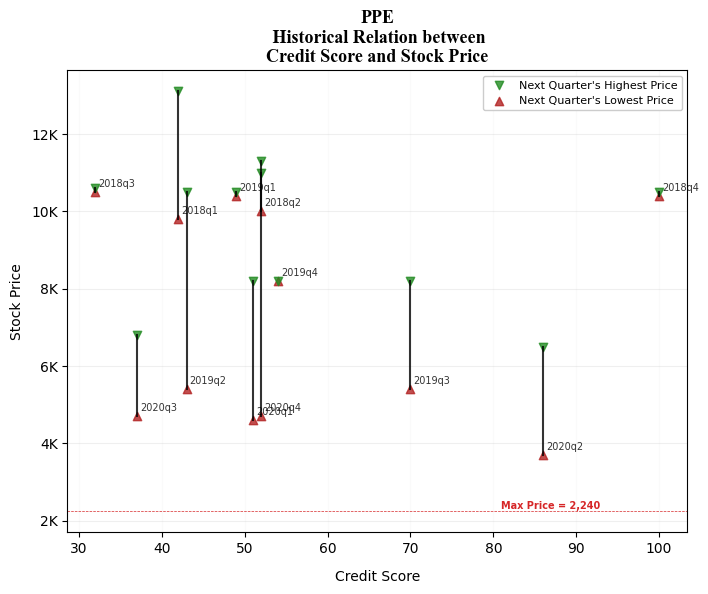 PPE
Historical Relation between
Credit Score and Stock Price
Next Quarter's Highest Price
Next Quarter's Lowest Price
12K
10K
8K
6K
4K
2K
Stock Price
2018q3
2019q1
2018q4
2018q1
2018q2
2019q4
2019q2
2019q3
2020q3
2020q4
2020q1
2020q2
Max Price = 2,240
30 40 50 60 70 80 90 100
Credit Score